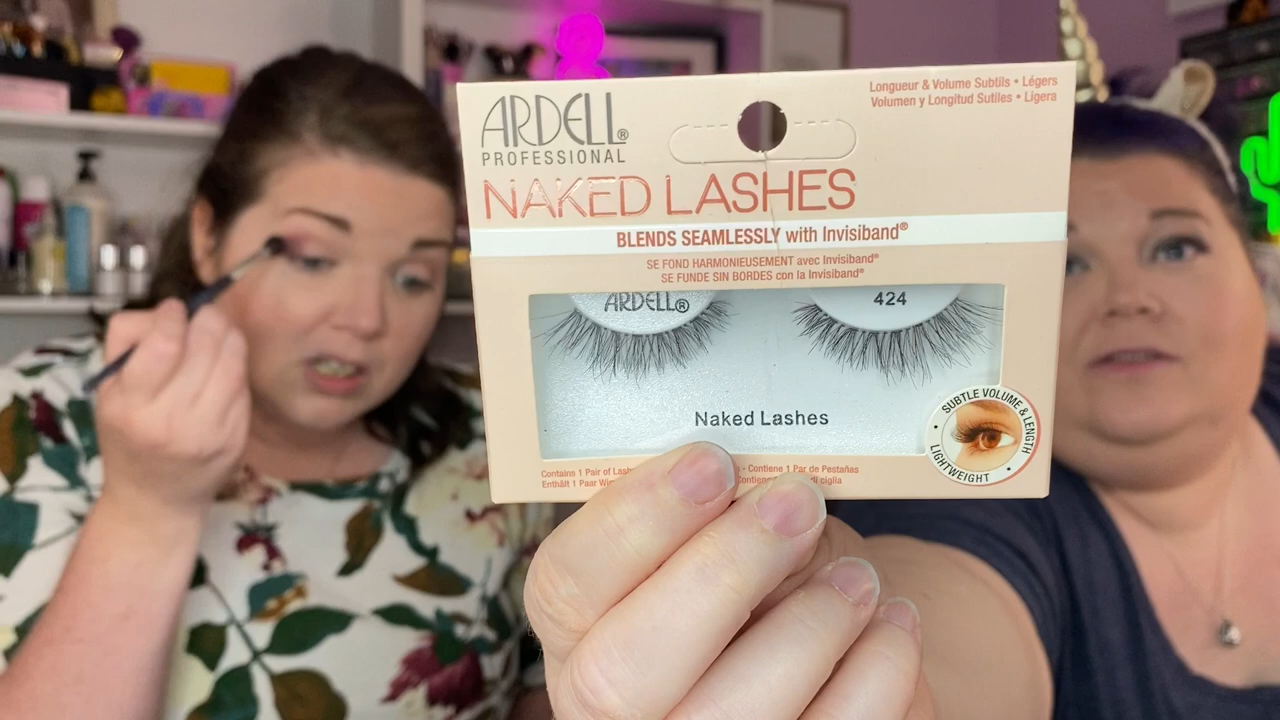 ARDELL®
PROFESSIONAL
Longueur & Volume Subtils • Légers
Volumen y Longitud Sutiles • Ligera
NAKED LASHES
BLENDS SEAMLESSLY with Invisiband®
SE FOND HARMONIEUSEMENT avec Invisiband®
SE FUNDE SIN BORDES con la Invisiband®
ARDELL®
424
Naked Lashes
SUBTLE VOLUME & LENGTH
• LIGHTWEIGHT •
Contains 1 Pair of - Contiene 1 Par de Pestañas
Enthält 1 Paar di ciglia